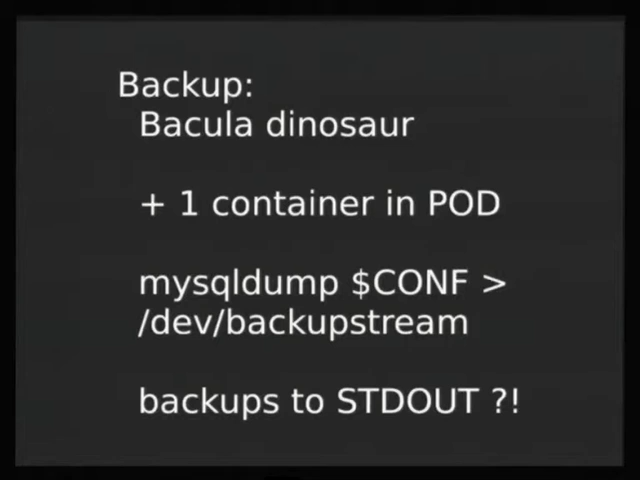 Backup:
Bacula dinosaur
+ 1 container in POD
mysqldump $CONF >
/dev/backupstream
backups to STDOUT ?!